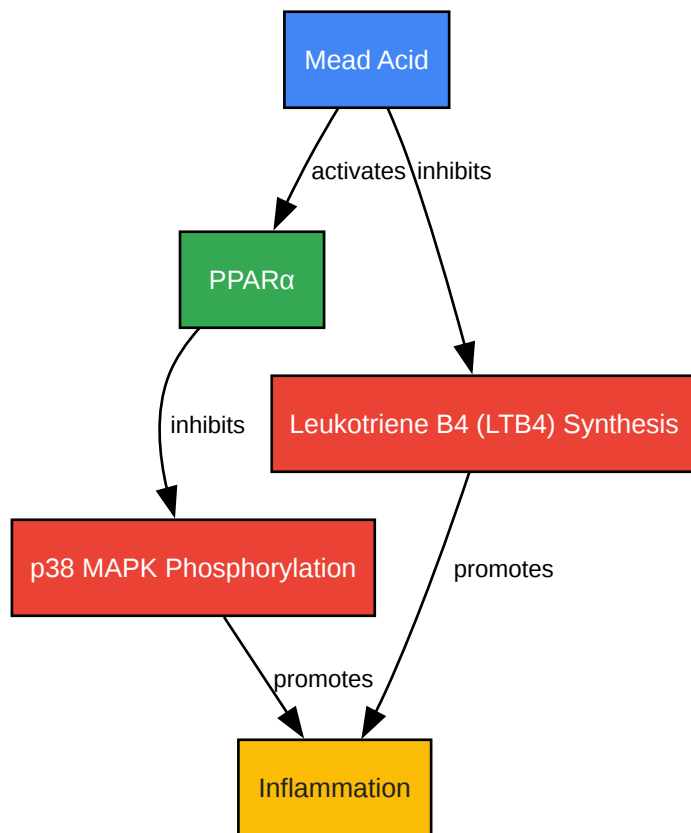 Mead Acid
activates
inhibits
PPARα
inhibits
Leukotriene B4 (LTB4) Synthesis
p38 MAPK Phosphorylation
promotes
promotes
Inflammation